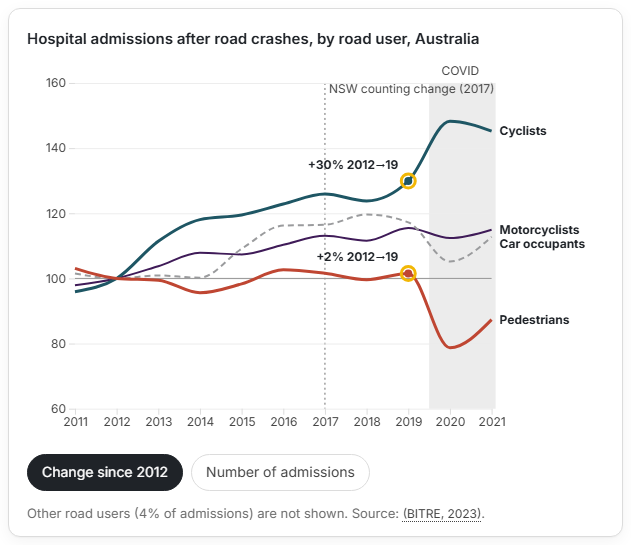 Hospital admissions after road crashes, by road user, Australia
COVID
160
NSW counting change (2017)
140
Cyclists
+30% 2012→19
120
Motorcyclists
Car occupants
+2% 2012→19
100
Pedestrians
80
60
2011 2012 2013 2014 2015 2016 2017 2018 2019 2020 2021
Change since 2012 Number of admissions
Other road users (4% of admissions) are not shown. Source: (BITRE, 2023).